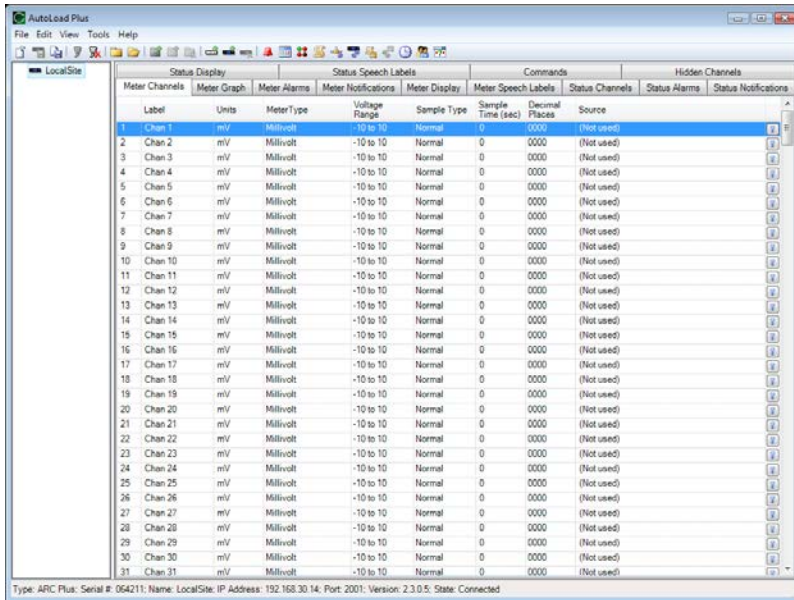 AutoLoad Plus
File Edit View Tools Help
LocalSite
Status Display Status Speech Labels Commands Hidden Channels
Meter Channels Meter Graph Meter Alarms Meter Notifications Meter Display Meter Speech Labels Status Channels Status Alarms Status Notifications
Label Units MeterType Voltage Range Sample Type Sample Time (sec) Decimal Places Source
1 Chan 1 mV Millivolt -10 to 10 Normal 0 0000 (Not used)
2 Chan 2 mV Millivolt -10 to 10 Normal 0 0000 (Not used)
3 Chan 3 mV Millivolt -10 to 10 Normal 0 0000 (Not used)
4 Chan 4 mV Millivolt -10 to 10 Normal 0 0000 (Not used)
5 Chan 5 mV Millivolt -10 to 10 Normal 0 0000 (Not used)
6 Chan 6 mV Millivolt -10 to 10 Normal 0 0000 (Not used)
7 Chan 7 mV Millivolt -10 to 10 Normal 0 0000 (Not used)
8 Chan 8 mV Millivolt -10 to 10 Normal 0 0000 (Not used)
9 Chan 9 mV Millivolt -10 to 10 Normal 0 0000 (Not used)
10 Chan 10 mV Millivolt -10 to 10 Normal 0 0000 (Not used)
11 Chan 11 mV Millivolt -10 to 10 Normal 0 0000 (Not used)
12 Chan 12 mV Millivolt -10 to 10 Normal 0 0000 (Not used)
13 Chan 13 mV Millivolt -10 to 10 Normal 0 0000 (Not used)
14 Chan 14 mV Millivolt -10 to 10 Normal 0 0000 (Not used)
15 Chan 15 mV Millivolt -10 to 10 Normal 0 0000 (Not used)
16 Chan 16 mV Millivolt -10 to 10 Normal 0 0000 (Not used)
17 Chan 17 mV Millivolt -10 to 10 Normal 0 0000 (Not used)
18 Chan 18 mV Millivolt -10 to 10 Normal 0 0000 (Not used)
19 Chan 19 mV Millivolt -10 to 10 Normal 0 0000 (Not used)
20 Chan 20 mV Millivolt -10 to 10 Normal 0 0000 (Not used)
21 Chan 21 mV Millivolt -10 to 10 Normal 0 0000 (Not used)
22 Chan 22 mV Millivolt -10 to 10 Normal 0 0000 (Not used)
23 Chan 23 mV Millivolt -10 to 10 Normal 0 0000 (Not used)
24 Chan 24 mV Millivolt -10 to 10 Normal 0 0000 (Not used)
25 Chan 25 mV Millivolt -10 to 10 Normal 0 0000 (Not used)
26 Chan 26 mV Millivolt -10 to 10 Normal 0 0000 (Not used)
27 Chan 27 mV Millivolt -10 to 10 Normal 0 0000 (Not used)
28 Chan 28 mV Millivolt -10 to 10 Normal 0 0000 (Not used)
29 Chan 29 mV Millivolt -10 to 10 Normal 0 0000 (Not used)
30 Chan 30 mV Millivolt -10 to 10 Normal 0 0000 (Not used)
31 Chan 31 mV Millivolt -10 to 10 Normal 0 0000 (Not used)
Type: ARC Plus: Serial #: 064211; Name: LocalSite; IP Address: 192.168.30.14; Port: 2001; Version: 2.3.0.5; State: Connected